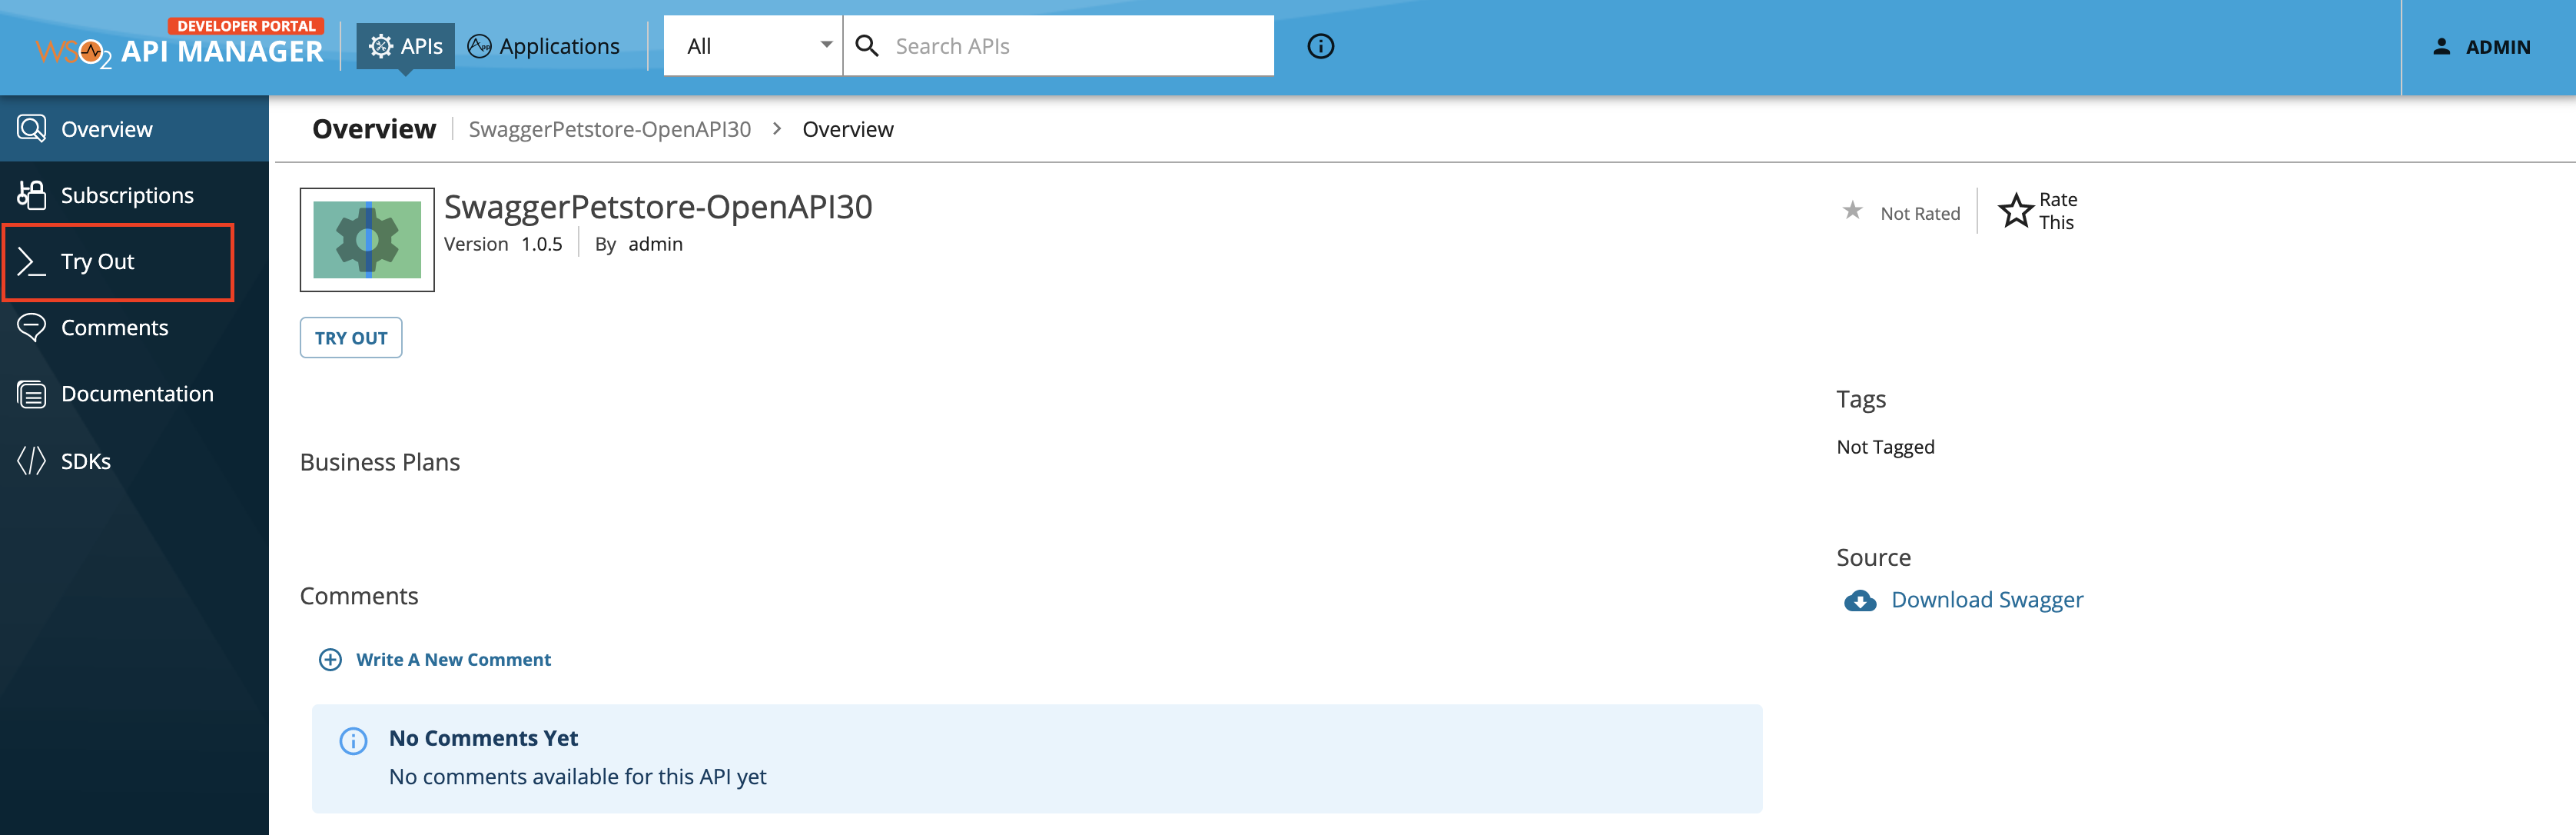 DEVELOPER PORTAL
WSO2 API MANAGER
APIs
APP
Applications
All
Search APIs
ADMIN
Overview
Subscriptions
Try Out
Comments
Documentation
SDKs
Overview
SwaggerPetstore-OpenAPI30 > Overview
SwaggerPetstore-OpenAPI30
Version 1.0.5
By admin
TRY OUT
Not Rated
Rate
This
Business Plans
Tags
Not Tagged
Comments
Write A New Comment
No Comments Yet
No comments available for this API yet
Source
Download Swagger